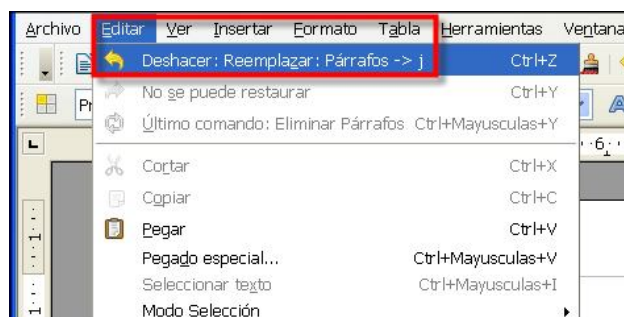 Archivo Editar Ver Insertar Formato Tabla Herramientas Ventana
Deshacer: Reemplazar: Párrafos -> j Ctrl+Z
No se puede restaurar Ctrl+Y
Último comando: Eliminar Párrafos Ctrl+Mayusculas+Y
Cortar Ctrl+X
Copiar Ctrl+C
Pegar Ctrl+V
Pegado especial... Ctrl+Mayusculas+V
Seleccionar texto Ctrl+Mayusculas+I
Modo Selección